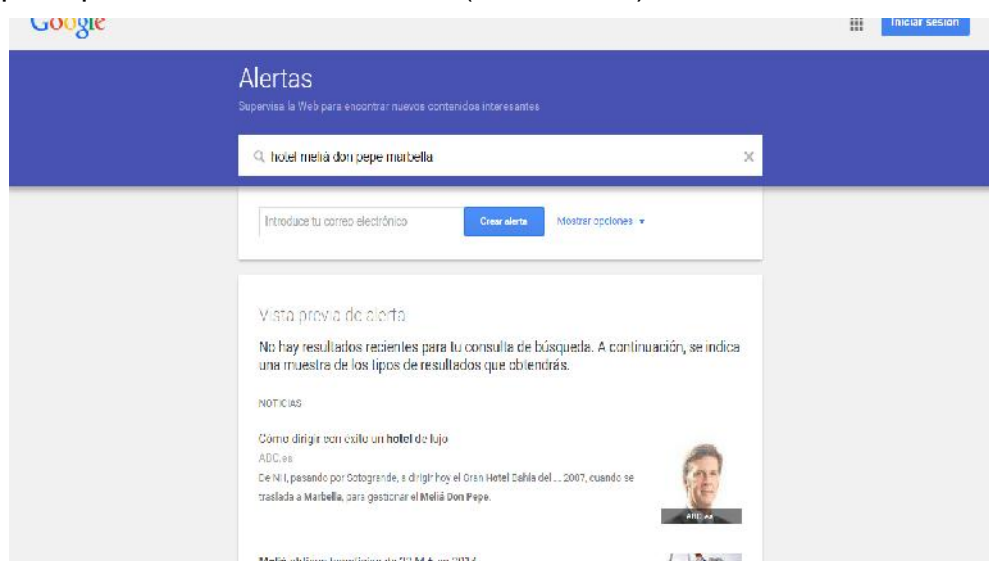 Google
Iniciar sesión
Alertas
Supervisa la Web para encontrar nuevos contenidos interesantes
hotel meliá don pepe marbella
Introduce tu correo electrónico
Crear alerta
Mostrar opciones
Vista previa de alerta
No hay resultados recientes para tu consulta de búsqueda. A continuación, se indica
una muestra de los tipos de resultados que obtendrás.
NOTICIAS
Cómo dirigir con éxito un hotel de lujo
ABC.es
De NH, pasando por Sotogrande, a dirigir hoy el Gran Hotel Bahía del ... 2007, cuando se
traslada a Marbella, para gestionar el Meliá Don Pepe.
ABC.es
Meliá